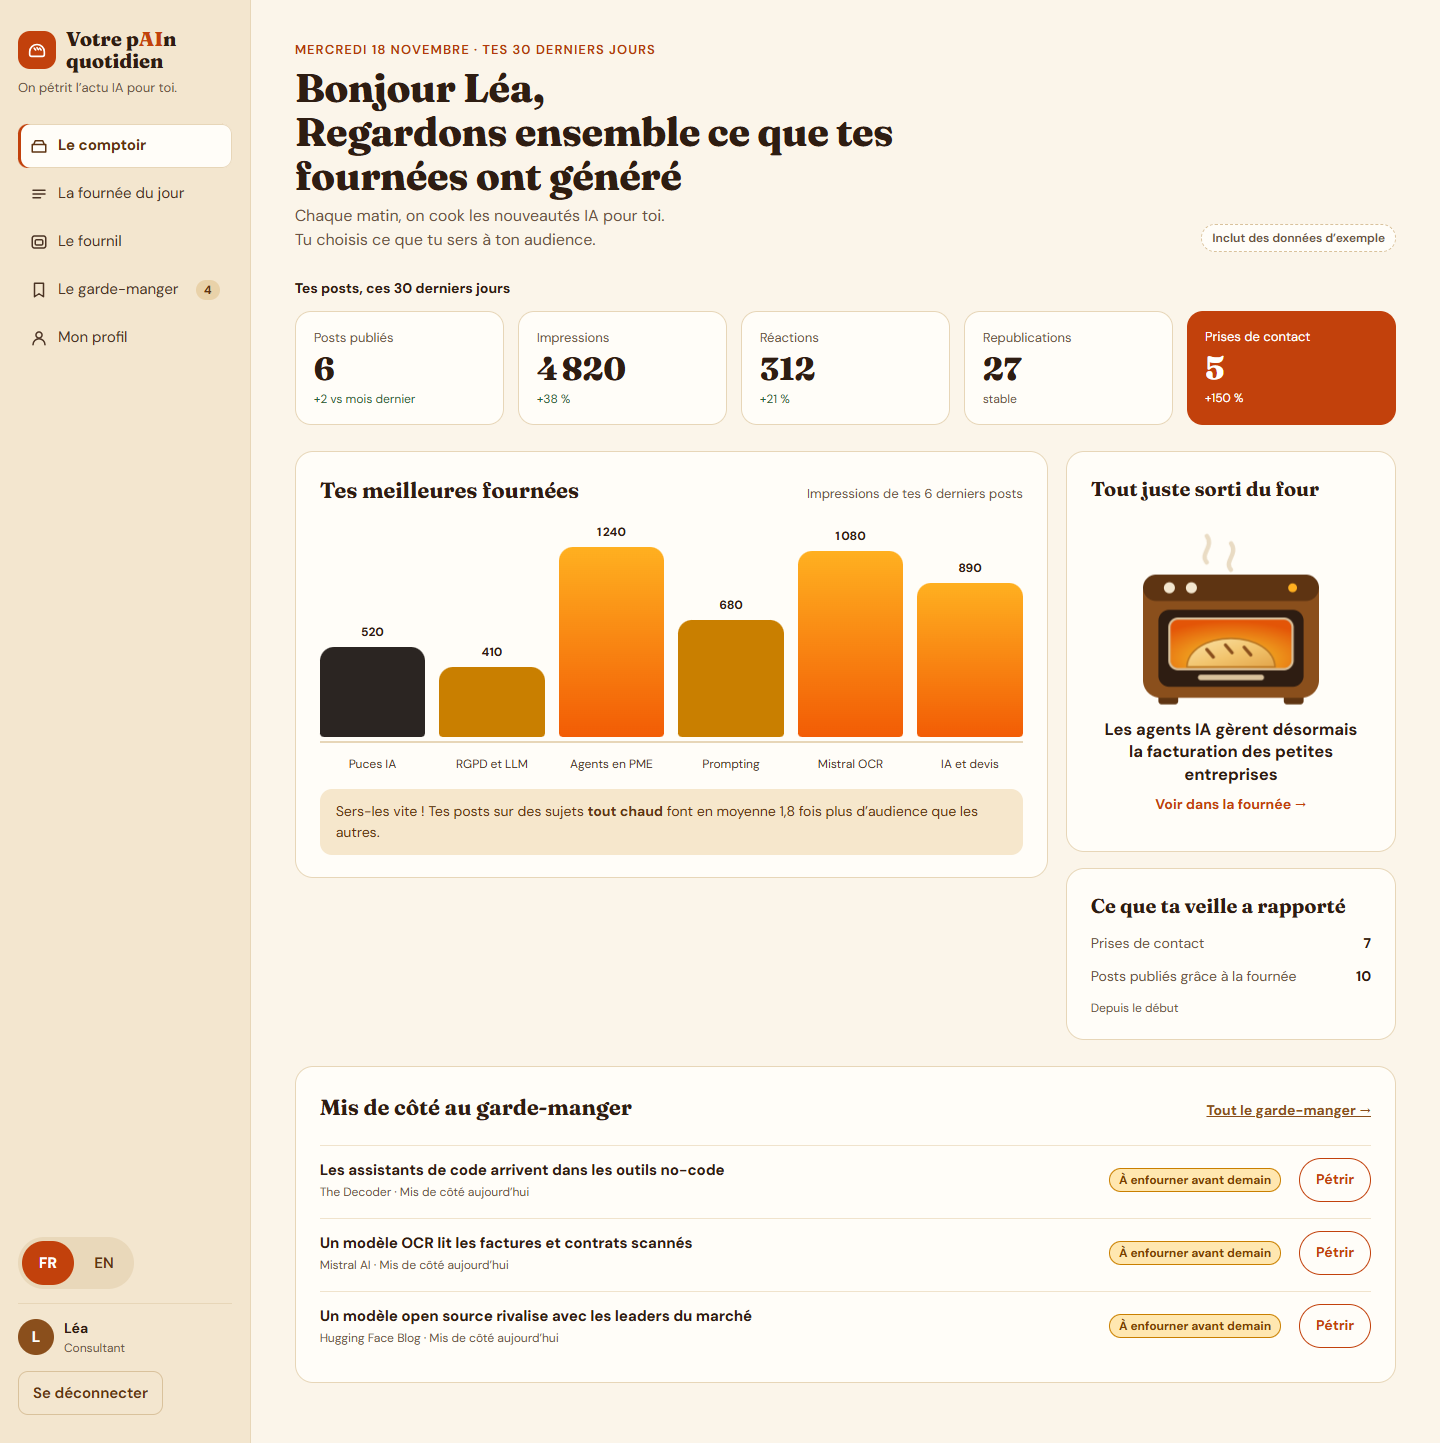 Votre pAIn
quotidien
On pétrit l’actu IA pour toi.
Le comptoir
La fournée du jour
Le fournil
Le garde-manger 4
Mon profil
FR EN
L
Léa
Consultant
Se déconnecter
MERCREDI 18 NOVEMBRE · TES 30 DERNIERS JOURS
Bonjour Léa,
Regardons ensemble ce que tes
fournées ont généré
Chaque matin, on cook les nouveautés IA pour toi.
Tu choisis ce que tu sers à ton audience.
Inclut des données d’exemple
Tes posts, ces 30 derniers jours
Posts publiés
6
+2 vs mois dernier
Impressions
4 820
+38 %
Réactions
312
+21 %
Republications
27
stable
Prises de contact
5
+150 %
Tes meilleures fournées
Impressions de tes 6 derniers posts
520
410
1 240
680
1 080
890
Puces IA
RGPD et LLM
Agents en PME
Prompting
Mistral OCR
IA et devis
Sers-les vite ! Tes posts sur des sujets tout chaud font en moyenne 1,8 fois plus d’audience que les
autres.
Tout juste sorti du four
Les agents IA gèrent désormais
la facturation des petites
entreprises
Voir dans la fournée →
Ce que ta veille a rapporté
Prises de contact 7
Posts publiés grâce à la fournée 10
Depuis le début
Mis de côté au garde-manger
Tout le garde-manger →
Les assistants de code arrivent dans les outils no-code
The Decoder · Mis de côté aujourd’hui
À enfourner avant demain
Pétrir
Un modèle OCR lit les factures et contrats scannés
Mistral AI · Mis de côté aujourd’hui
À enfourner avant demain
Pétrir
Un modèle open source rivalise avec les leaders du marché
Hugging Face Blog · Mis de côté aujourd’hui
À enfourner avant demain
Pétrir